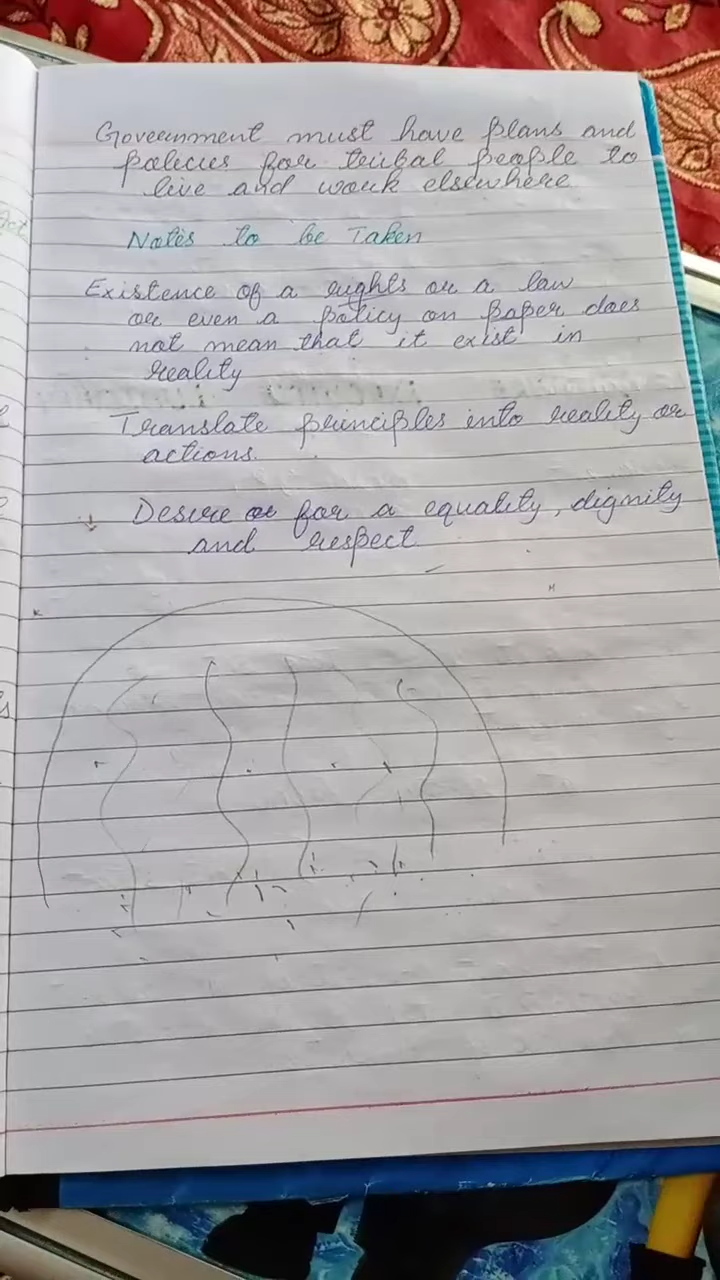 Government must have plans and
policies for tribal people to
live and work elsewhere
Notes to be Taken
Existence of a rights or a law
or even a policy on paper does
not mean that it exist in
reality
Translate principles into reality or
actions.
Desire or for a equality, dignity
and respect